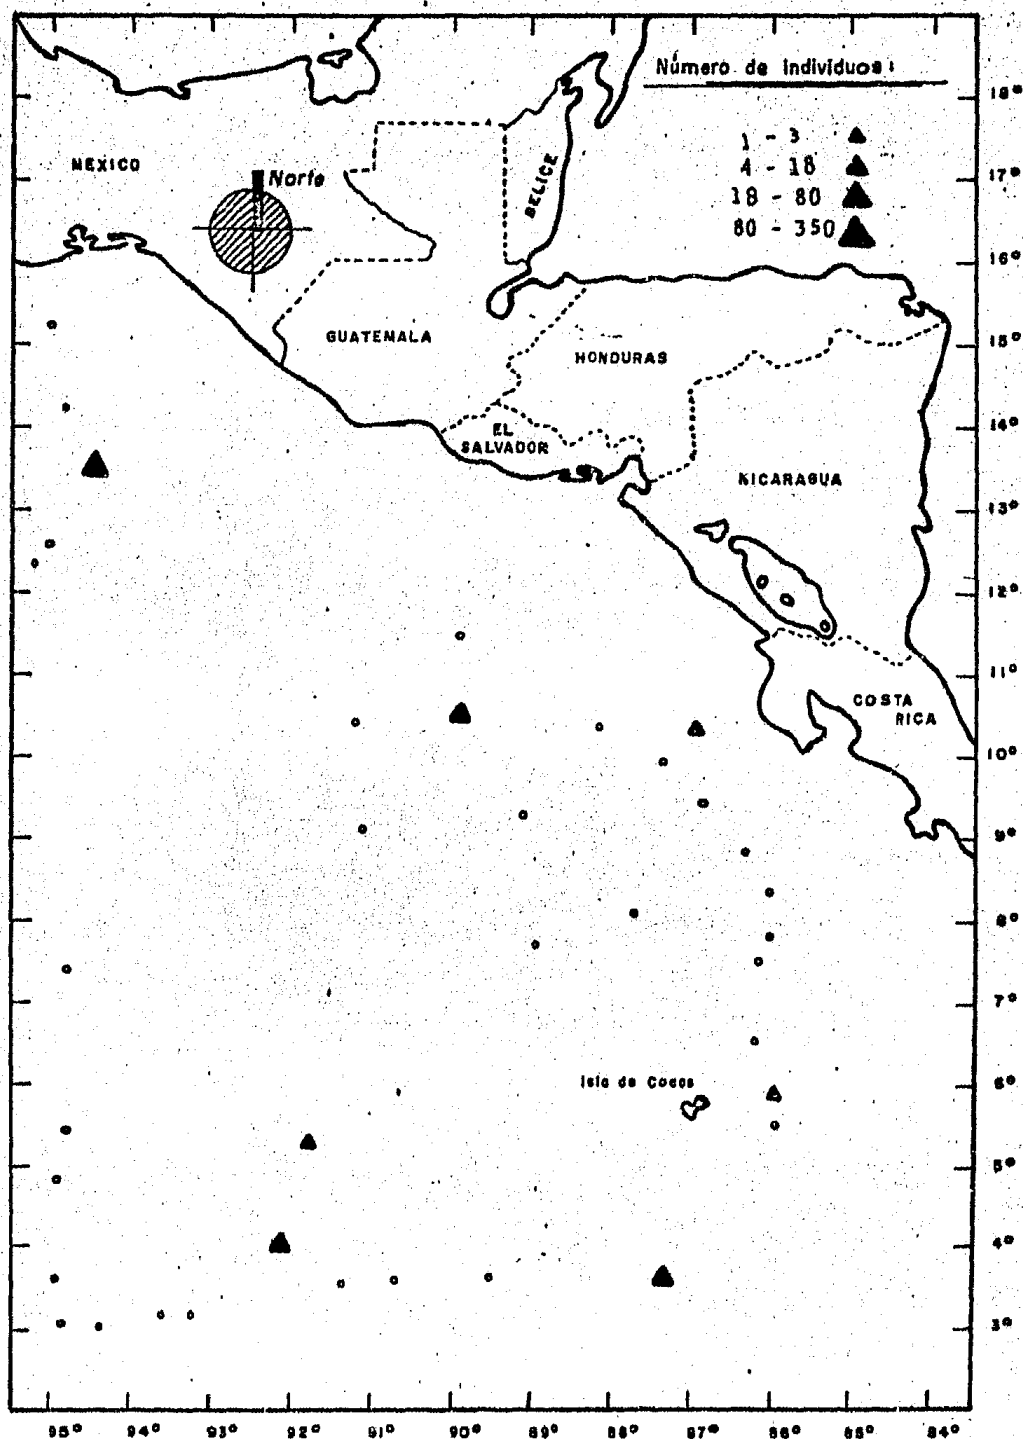 Número de individuos:
1 - 3
4 - 18
18 - 80
80 - 350
MEXICO
Norte
BELICE
GUATEMALA
HONDURAS
EL
SALVADOR
NICARAGUA
COSTA
RICA
Isla de Cocos
18°
17°
16°
15°
14°
13°
12°
11°
10°
9°
8°
7°
6°
5°
4°
3°
95° 94° 93° 92° 91° 90° 89° 88° 87° 86° 85° 84°